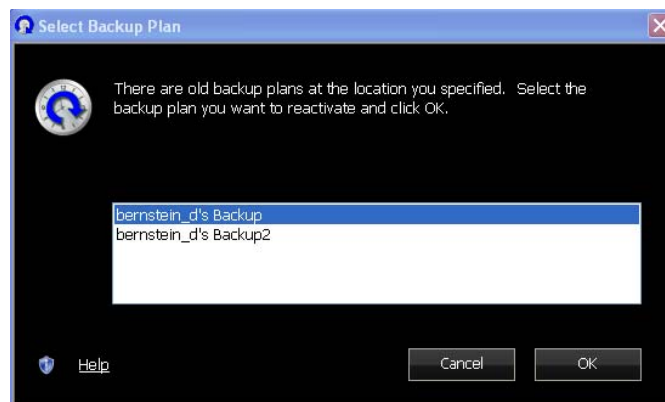 Select Backup Plan
There are old backup plans at the location you specified. Select the
backup plan you want to reactivate and click OK.
bernstein_d's Backup
bernstein_d's Backup2
Help
Cancel
OK